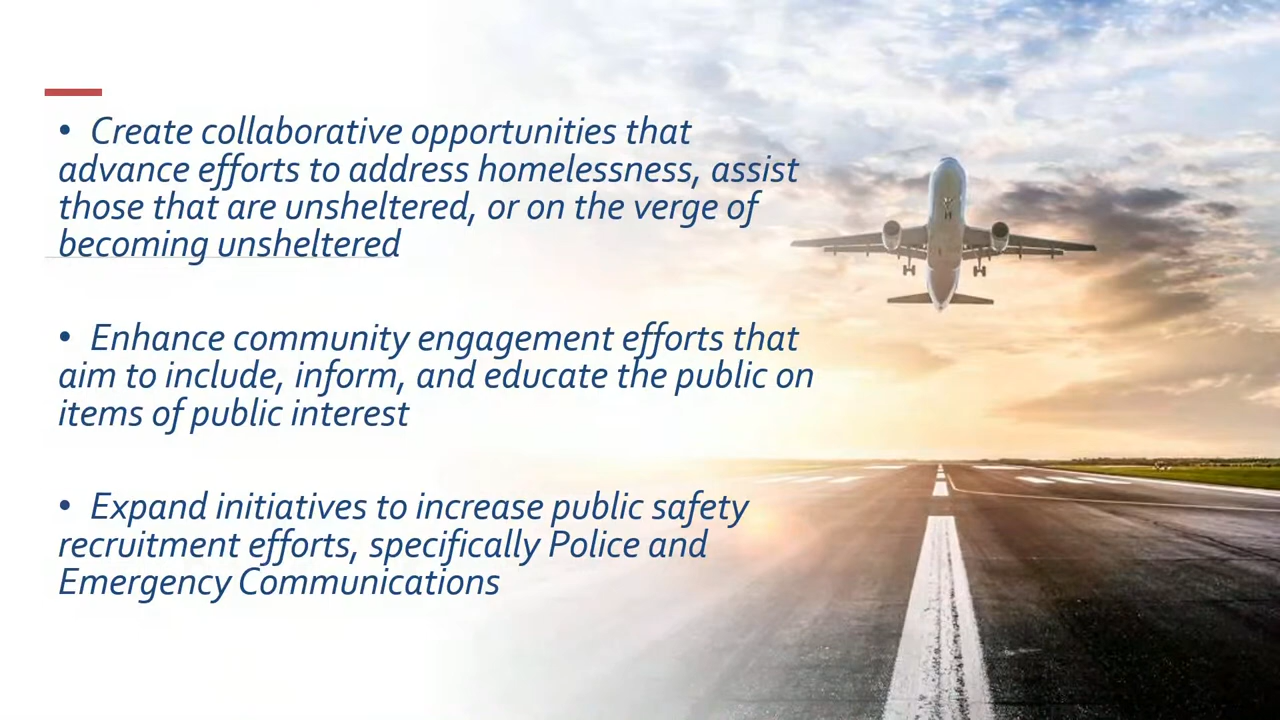 • Create collaborative opportunities that
advance efforts to address homelessness, assist
those that are unsheltered, or on the verge of
becoming unsheltered
• Enhance community engagement efforts that
aim to include, inform, and educate the public on
items of public interest
• Expand initiatives to increase public safety
recruitment efforts, specifically Police and
Emergency Communications